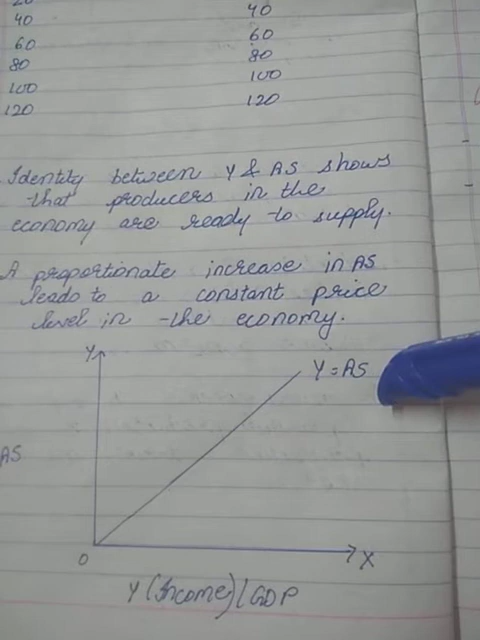 20
40 40
60 60
80 80
100 100
120 120
Identity between Y & AS shows
that producers in the
economy are ready to supply.
A proportionate increase in AS
leads to a constant price
level in the economy.
Y
Y = AS
AS
O
X
Y (Income) / GDP